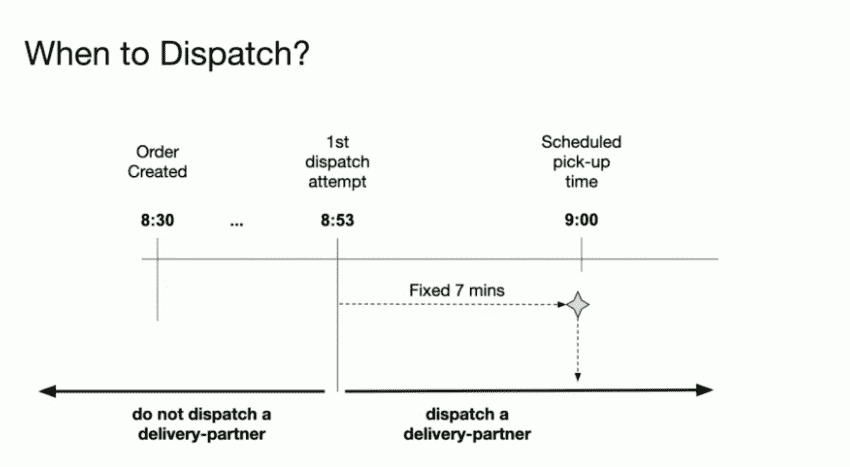 When to Dispatch?
Order
Created
1st
dispatch
attempt
Scheduled
pick-up
time
8:30
...
8:53
9:00
Fixed 7 mins
do not dispatch a
delivery-partner
dispatch a
delivery-partner